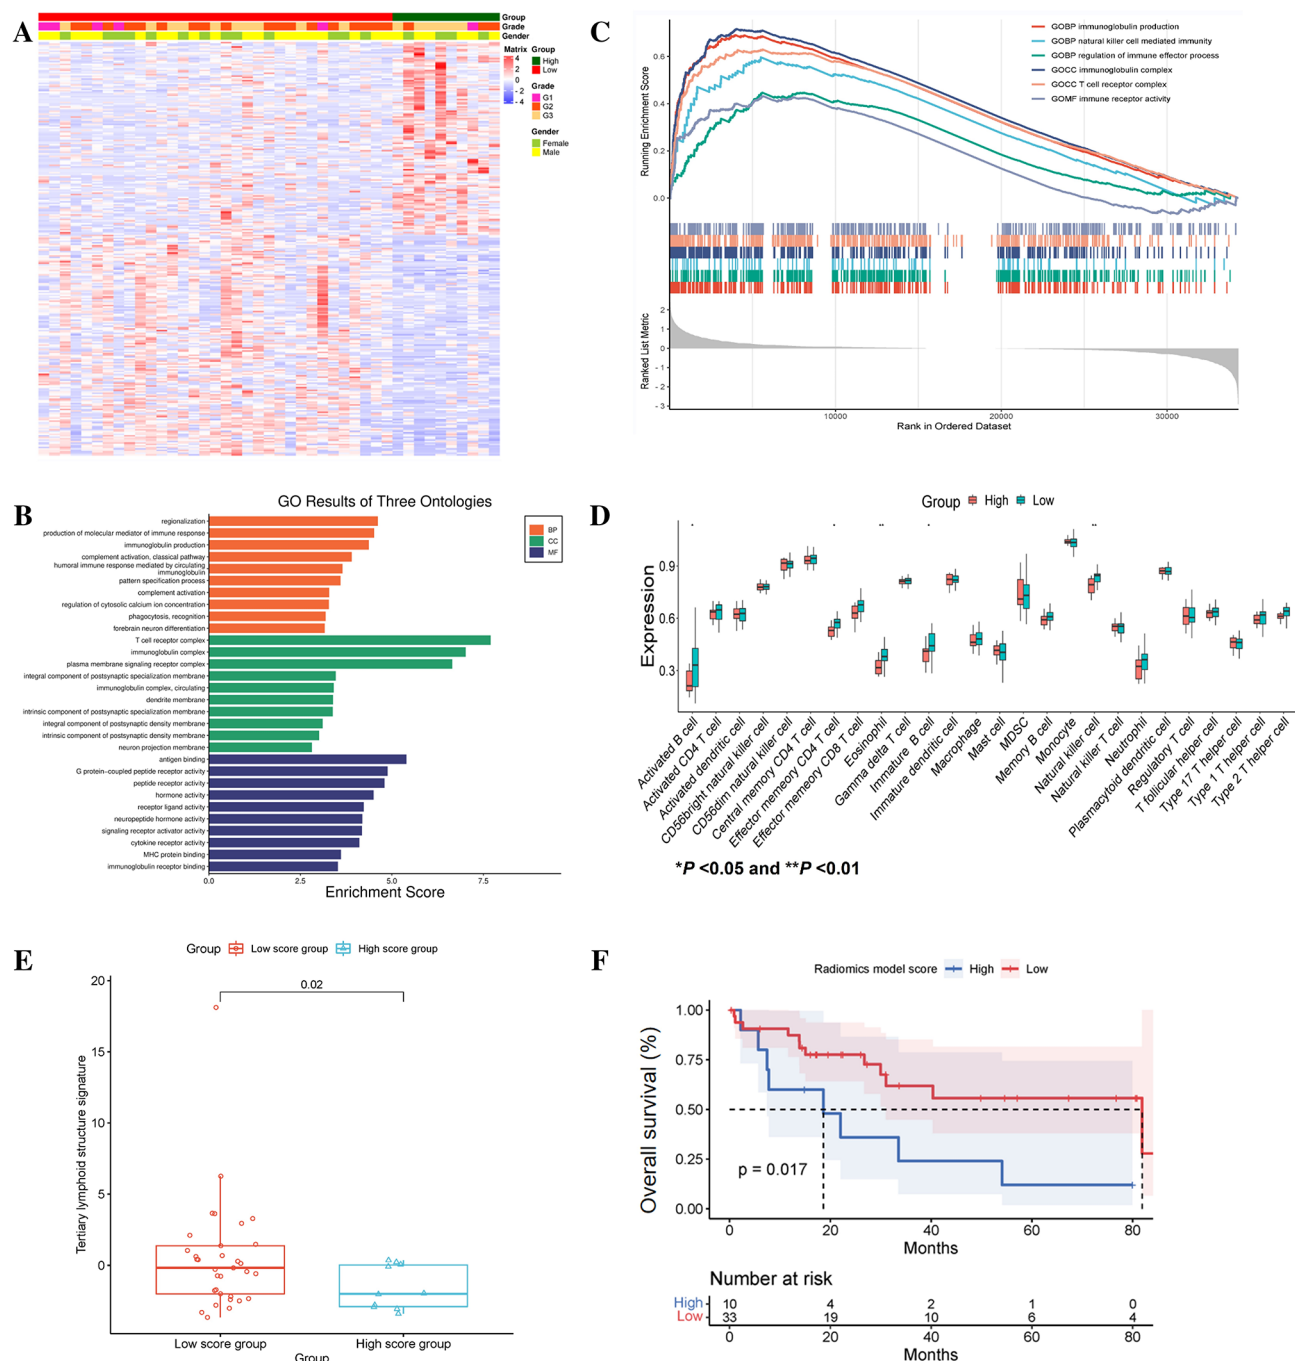 A
Group
Grade
Gender
Matrix
4
2
0
- 2
- 4
Group
High
Low
Grade
G1
G2
G3
Gender
Female
Male
C
GOBP immunoglobulin production
GOBP natural killer cell mediated immunity
GOBP regulation of immune effector process
GOCC immunoglobulin complex
GOCC T cell receptor complex
GOMF immune receptor activity
Running Enrichment Score
0.6
0.4
0.2
0.0
Ranked List Metric
2
1
0
- 1
- 2
- 3
10000 20000 30000
Rank in Ordered Dataset
B
GO Results of Three Ontologies
regionalization
production of molecular mediator of immune response
immunoglobulin production
complement activation, classical pathway
humoral immune response mediated by circulating
immunoglobulin
pattern specification process
complement activation
regulation of cytosolic calcium ion concentration
phagocytosis, recognition
forebrain neuron differentiation
T cell receptor complex
immunoglobulin complex
plasma membrane signaling receptor complex
integral component of postsynaptic specialization membrane
immunoglobulin complex, circulating
dendrite membrane
intrinsic component of postsynaptic specialization membrane
integral component of postsynaptic density membrane
intrinsic component of postsynaptic density membrane
neuron projection membrane
antigen binding
G protein-coupled peptide receptor activity
peptide receptor activity
hormone activity
receptor ligand activity
neuropeptide hormone activity
signaling receptor activator activity
cytokine receptor activity
MHC protein binding
immunoglobulin receptor binding
BP
CC
MF
0.0 2.5 5.0 7.5
Enrichment Score
D
Group High Low
Expression
0.9
0.6
0.3
* * ** * **
Activated B cell
Activated CD4 T cell
Activated dendritic cell
CD56bright natural killer cell
CD56dim natural killer cell
Central memory CD4 T cell
Effector memeory CD4 T cell
Effector memeory CD8 T cell
Eosinophil
Gamma delta T cell
Immature B cell
Immature dendritic cell
Macrophage
Mast cell
MDSC
Memory B cell
Monocyte
Natural killer cell
Natural killer T cell
Neutrophil
Plasmacytoid dendritic cell
Regulatory T cell
T follicular helper cell
Type 17 T helper cell
Type 1 T helper cell
Type 2 T helper cell
*P <0.05 and **P <0.01
E
Group Low score group High score group
Tertiary lymphoid structure signature
20
15
10
5
0
0.02
Low score group High score group
Group
F
Radiomics model score High Low
Overall survival (%)
1.00
0.75
0.50
0.25
0.00
p = 0.017
0 20 40 60 80
Months
Number at risk
High 10 4 2 1 0
Low 33 19 10 6 4
0 20 40 60 80
Months